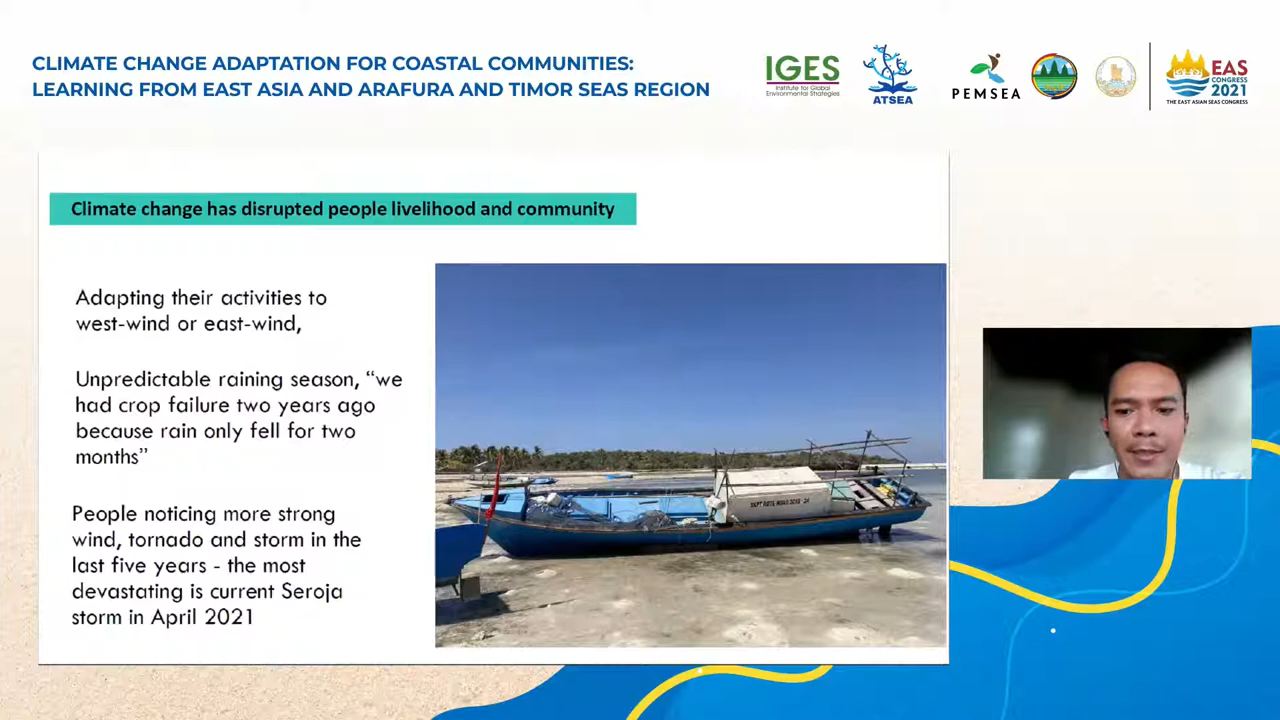 CLIMATE CHANGE ADAPTATION FOR COASTAL COMMUNITIES:
LEARNING FROM EAST ASIA AND ARAFURA AND TIMOR SEAS REGION
IGES
Institute for Global
Environmental Strategies
ATSEA
PEMSEA
EAS
CONGRESS
2021
THE EAST ASIAN SEAS CONGRESS
Climate change has disrupted people livelihood and community
Adapting their activities to
west-wind or east-wind,
Unpredictable raining season, “we
had crop failure two years ago
because rain only fell for two
months”
People noticing more strong
wind, tornado and storm in the
last five years - the most
devastating is current Seroja
storm in April 2021